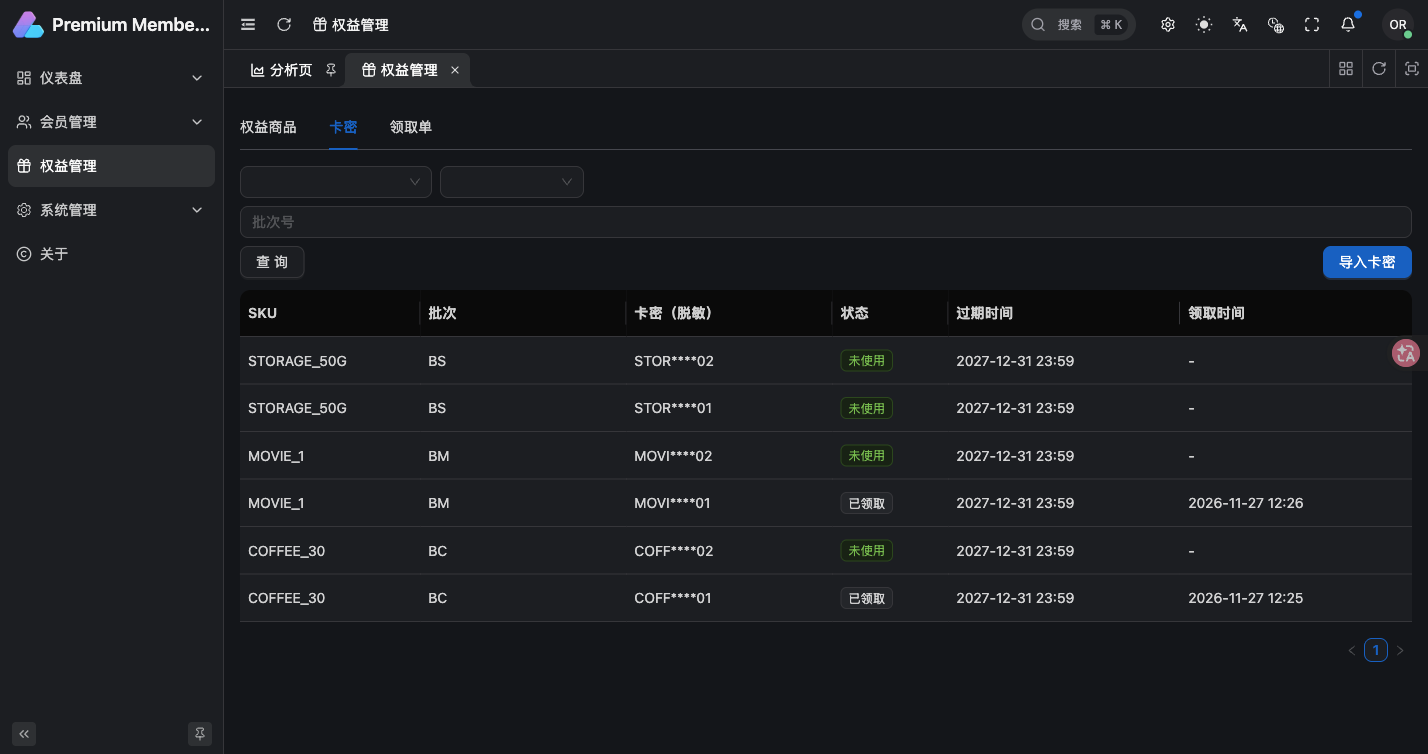 Premium Membe...
权益管理
搜索
⌘ K
OR
仪表盘
会员管理
权益管理
系统管理
关于
分析页
权益管理
权益商品
卡密
领取单
批次号
查 询
导入卡密
SKU 批次 卡密（脱敏） 状态 过期时间 领取时间
STORAGE_50G BS STOR****02 未使用 2027-12-31 23:59 -
STORAGE_50G BS STOR****01 未使用 2027-12-31 23:59 -
MOVIE_1 BM MOVI****02 未使用 2027-12-31 23:59 -
MOVIE_1 BM MOVI****01 已领取 2027-12-31 23:59 2026-11-27 12:26
COFFEE_30 BC COFF****02 未使用 2027-12-31 23:59 -
COFFEE_30 BC COFF****01 已领取 2027-12-31 23:59 2026-11-27 12:25
1